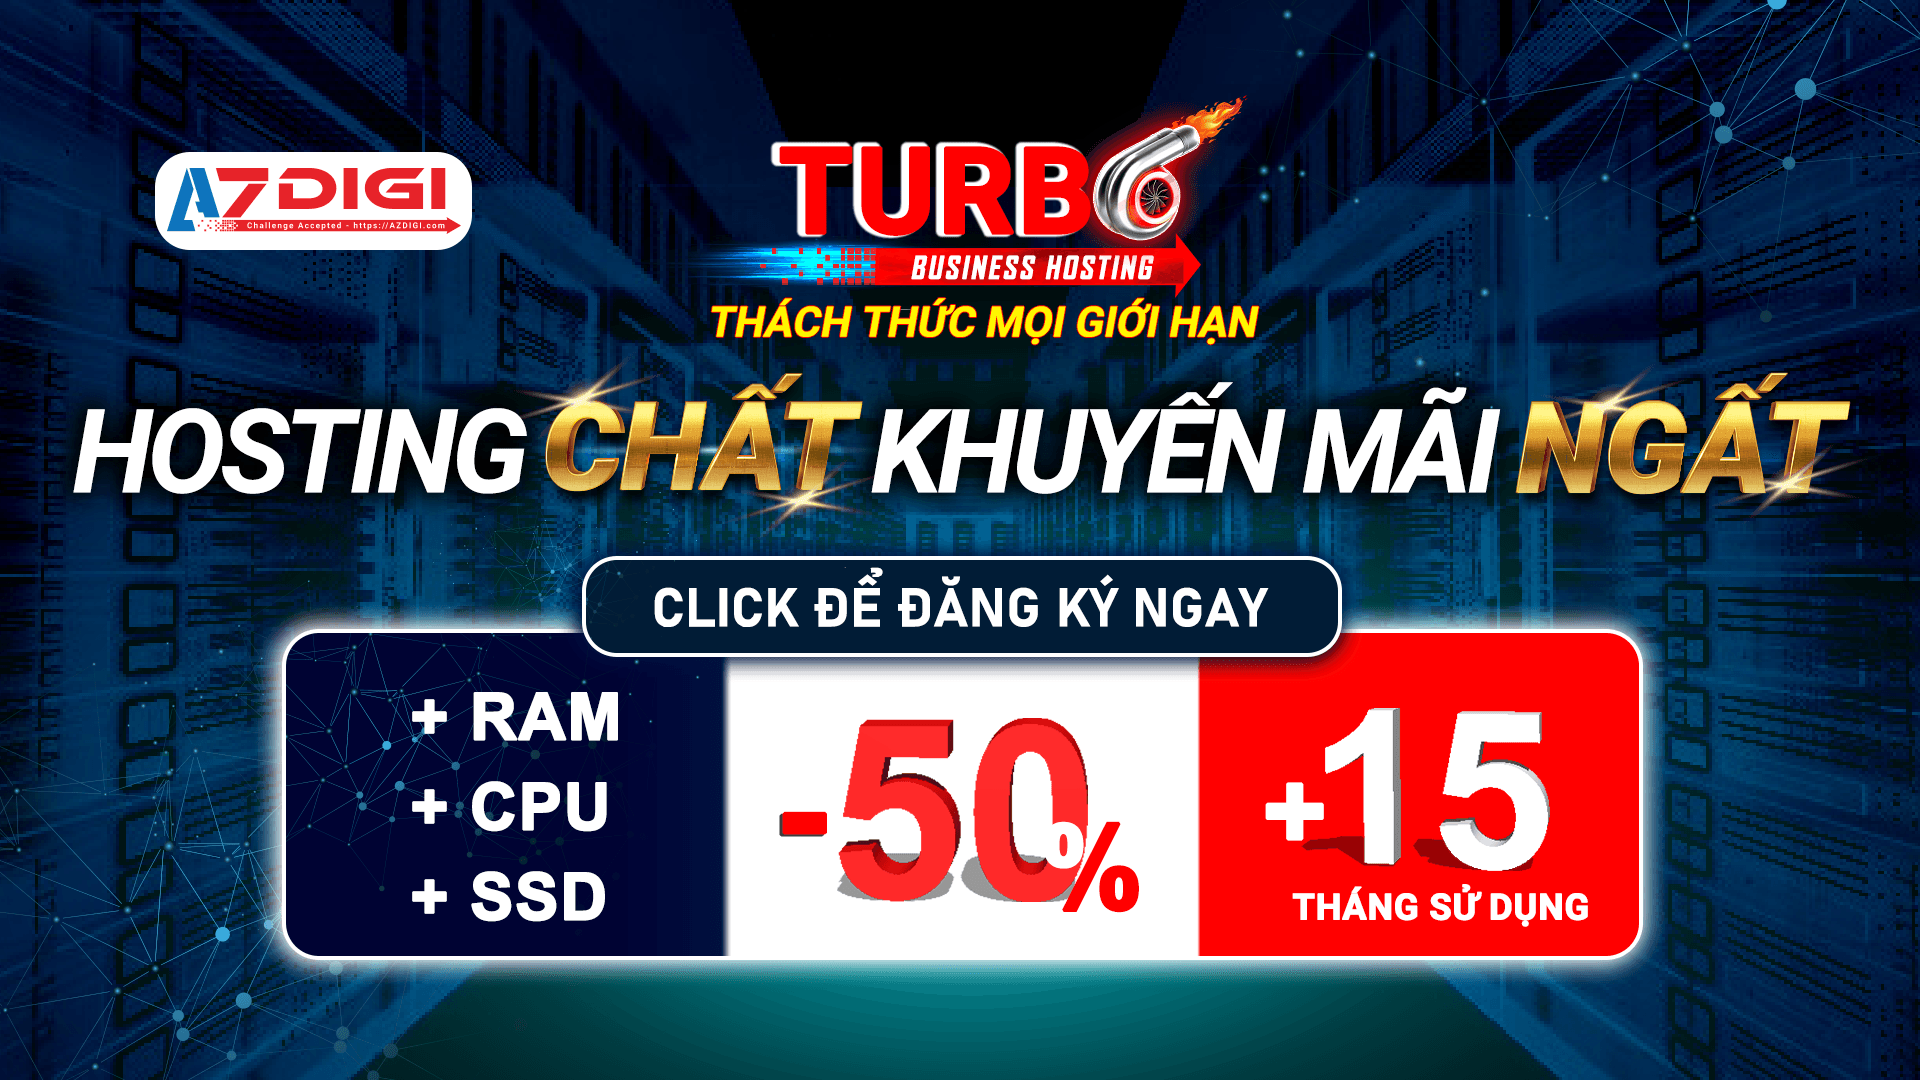 AZDIGI
Challenge Accepted - https://AZDIGI.com
TURBO
BUSINESS HOSTING
THÁCH THỨC MỌI GIỚI HẠN
HOSTING CHẤT KHUYẾN MÃI NGẤT
CLICK ĐỂ ĐĂNG KÝ NGAY
+ RAM
+ CPU
+ SSD
-50%
+15
THÁNG SỬ DỤNG